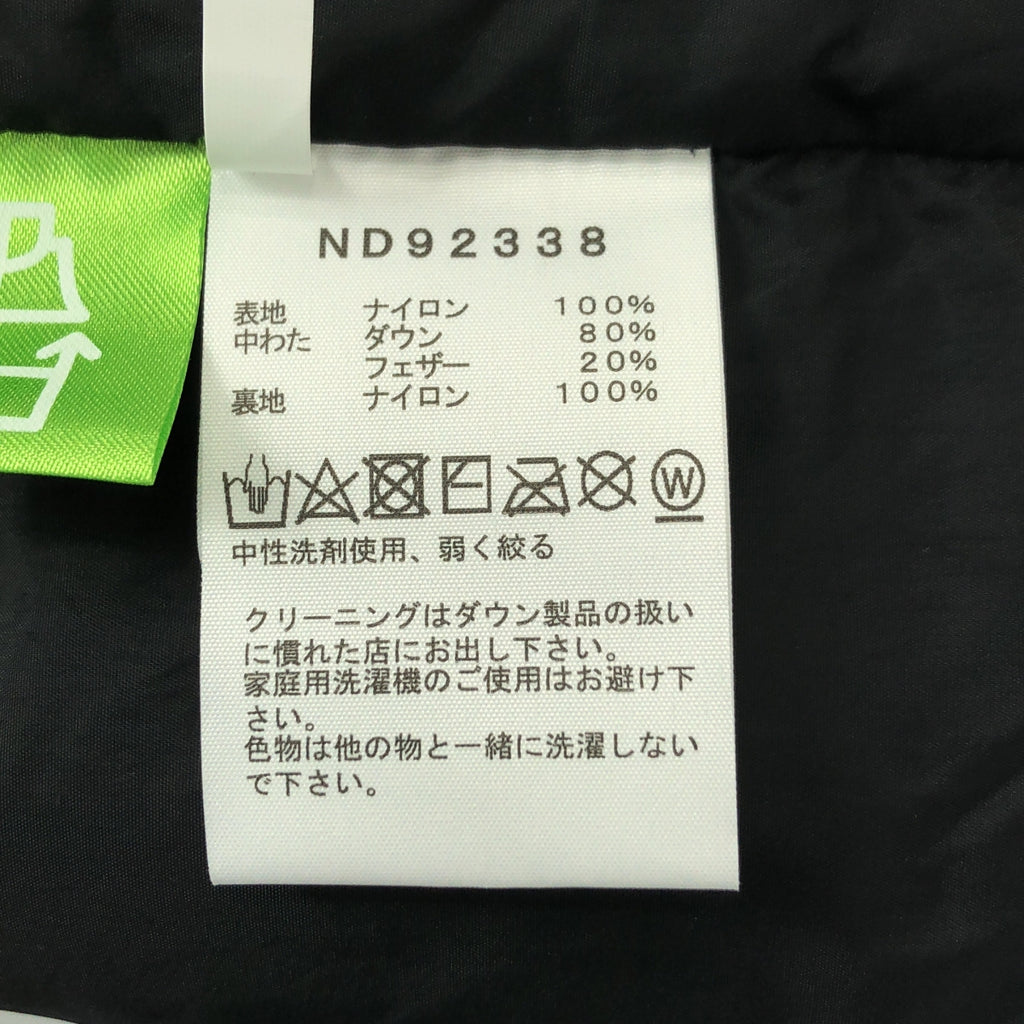 ND92338
表地 ナイロン 100%
中わた ダウン 80%
フェザー 20%
裏地 ナイロン 100%
W
中性洗剤使用、弱く絞る
クリーニングはダウン製品の扱い
に慣れた店にお出し下さい。
家庭用洗濯機のご使用はお避け下
さい。
色物は他の物と一緒に洗濯しない
で下さい。